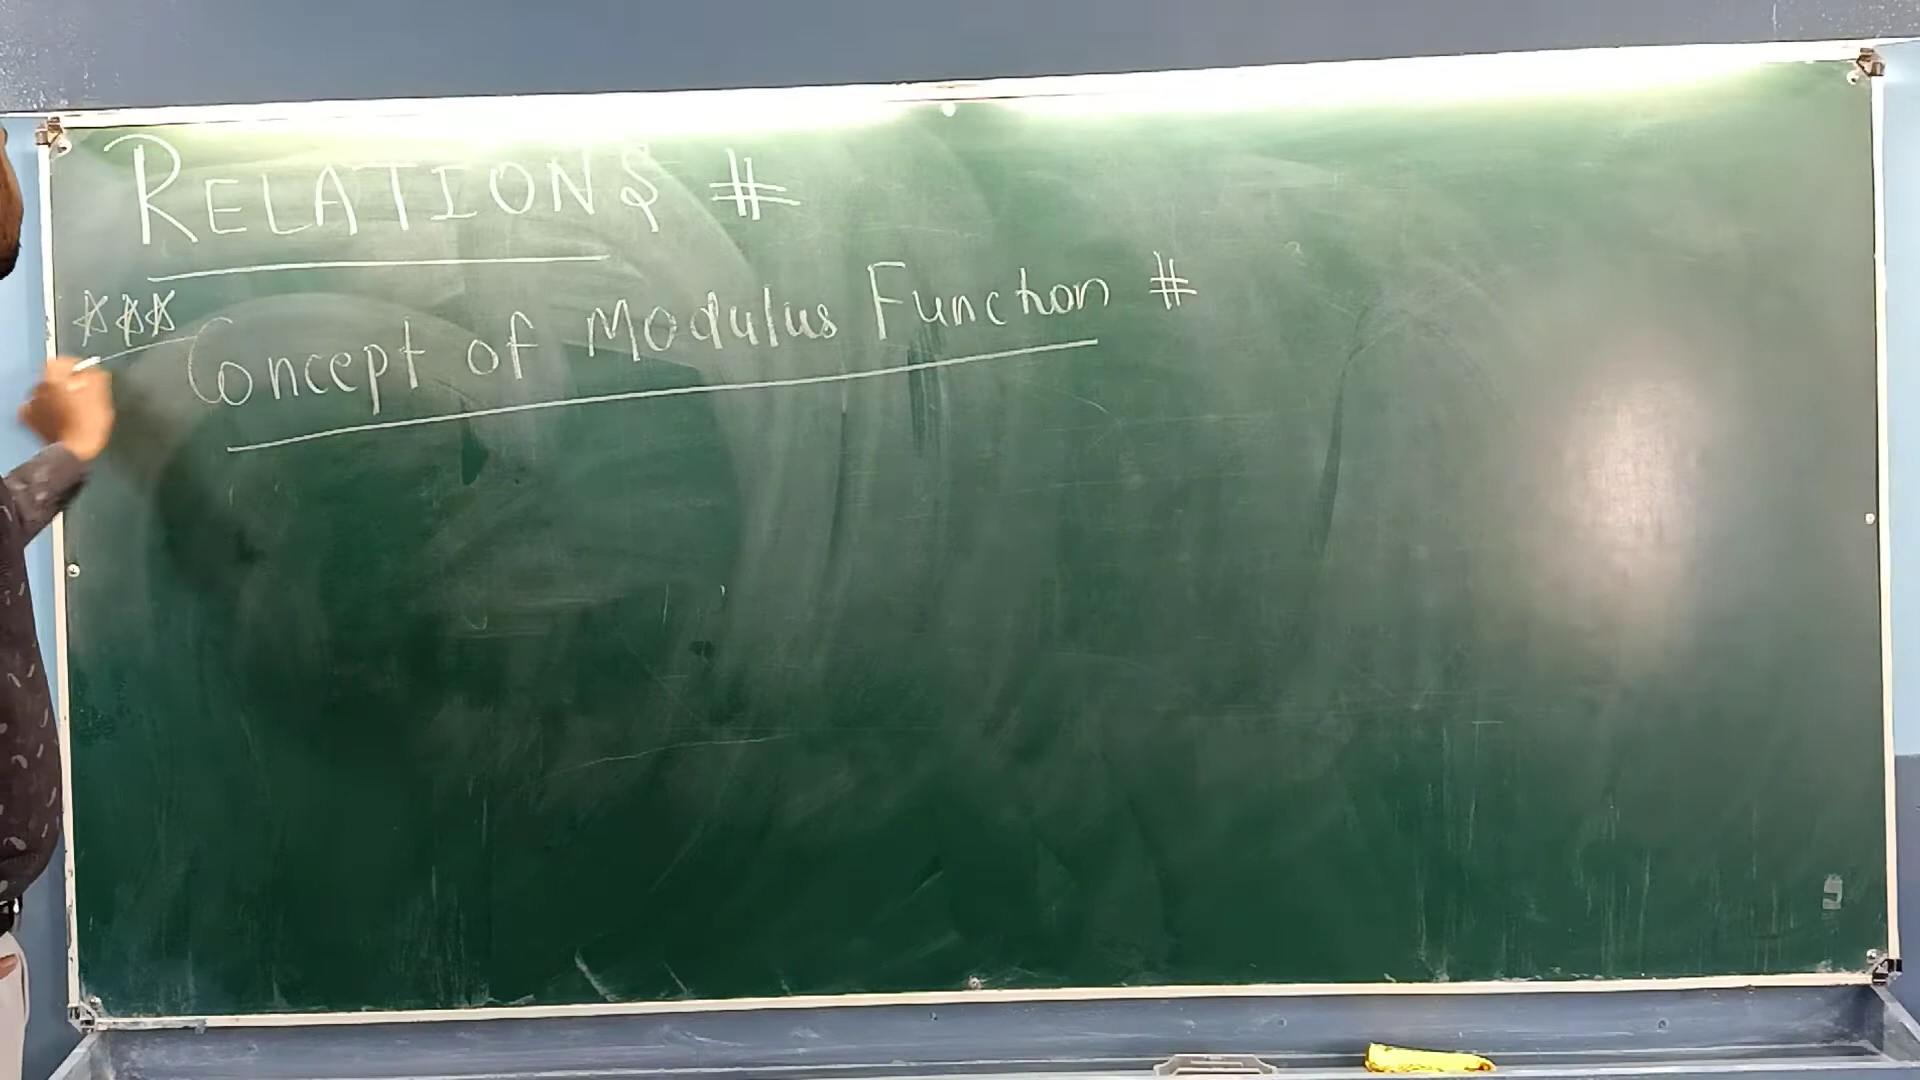 RELATIONS #
☆☆☆ Concept of Modulus Function #